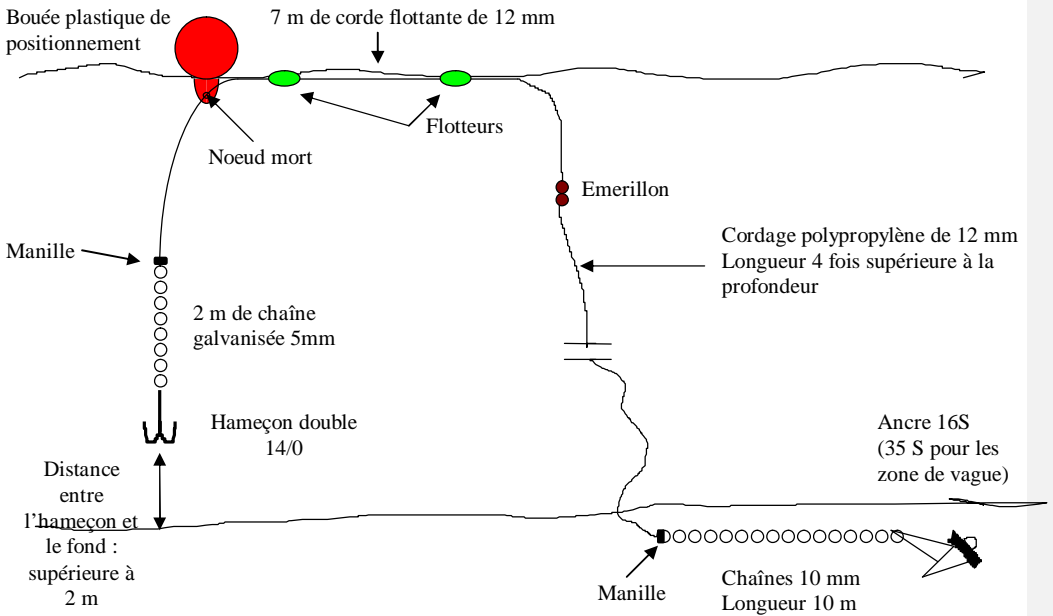 Bouée plastique de
positionnement
7 m de corde flottante de 12 mm
Flotteurs
Noeud mort
Emerillon
Manille
Cordage polypropylène de 12 mm
Longueur 4 fois supérieure à la
profondeur
2 m de chaîne
galvanisée 5mm
Hameçon double
14/0
Ancre 16S
(35 S pour les
zone de vague)
Distance
entre
l'hameçon et
le fond :
supérieure à
2 m
Manille
Chaînes 10 mm
Longueur 10 m